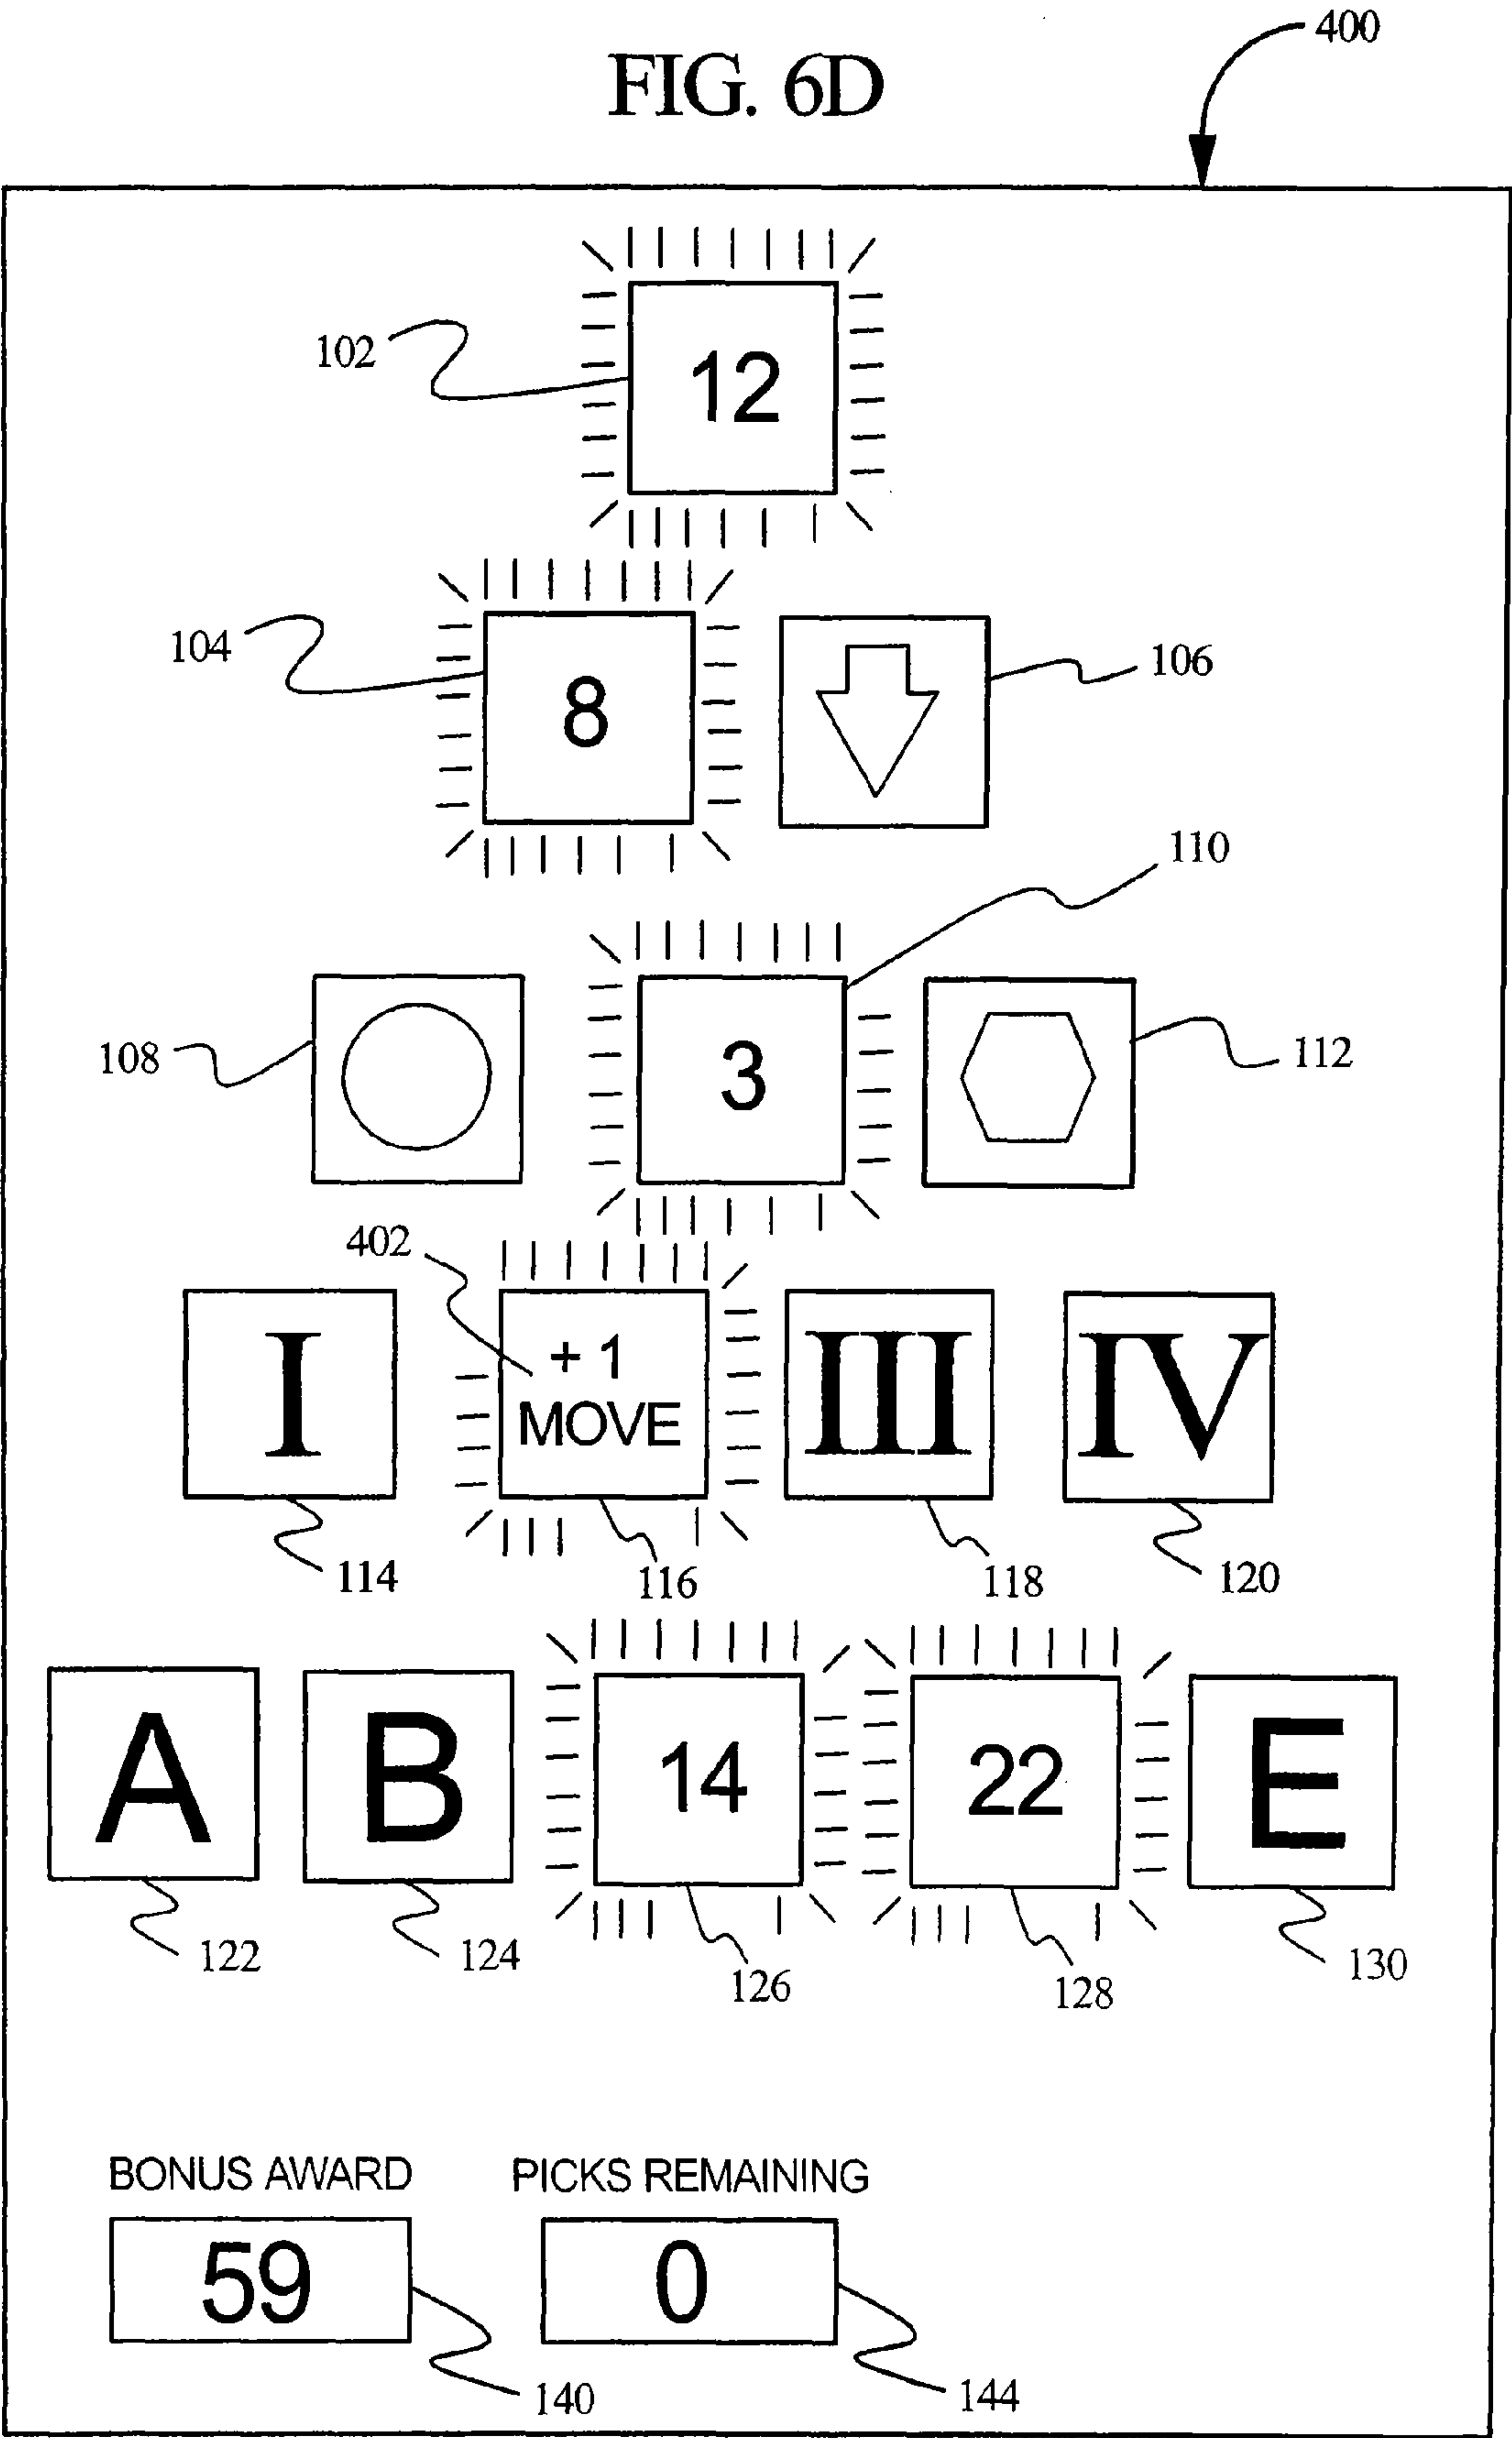 400
FIG. 6D
102
12
104
8
106
110
108
3
112
402
+ 1
MOVE
I
III
IV
114
116
118
120
A
B
14
22
E
122
124
126
128
130
BONUS AWARD
PICKS REMAINING
59
0
140
144